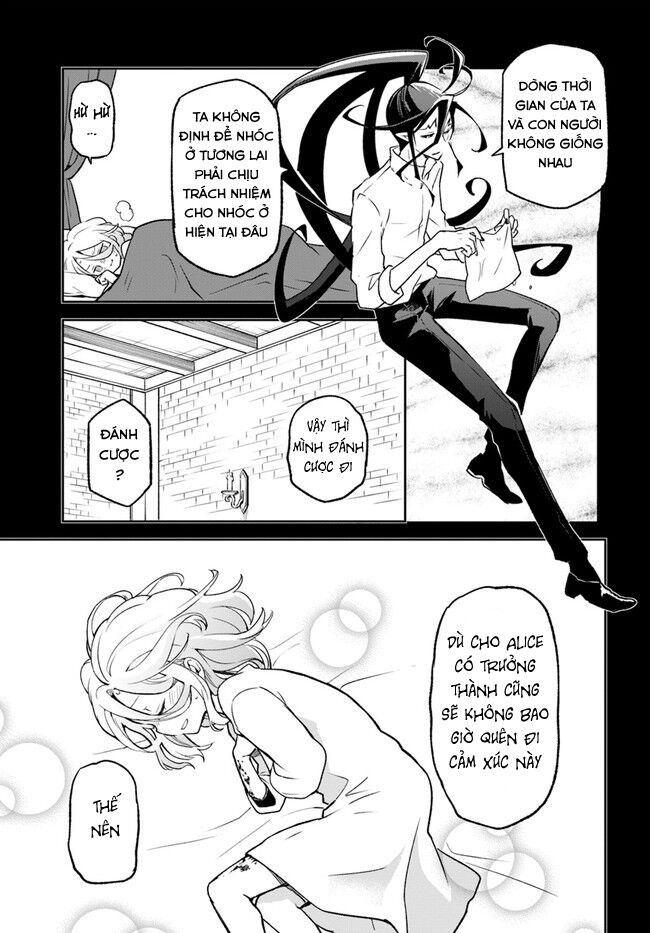 DÒNG THỜI
GIAN CỦA TA
VÀ CON NGƯỜI
KHÔNG GIỐNG
NHAU
TA KHÔNG
ĐỊNH ĐỂ NHÓC
Ở TƯƠNG LAI
PHẢI CHỊU
TRÁCH NHIỆM
CHO NHÓC Ở
HIỆN TẠI ĐÂU
HỪ HỪ
...
VẬY THÌ
MÌNH ĐÁNH
CƯỢC ĐI
ĐÁNH
CƯỢC
?
DÙ CHO ALICE
CÓ TRƯỞNG
THÀNH CŨNG
SẼ KHÔNG BAO
GIỜ QUÊN ĐI
CẢM XÚC NÀY
THẾ
NÊN